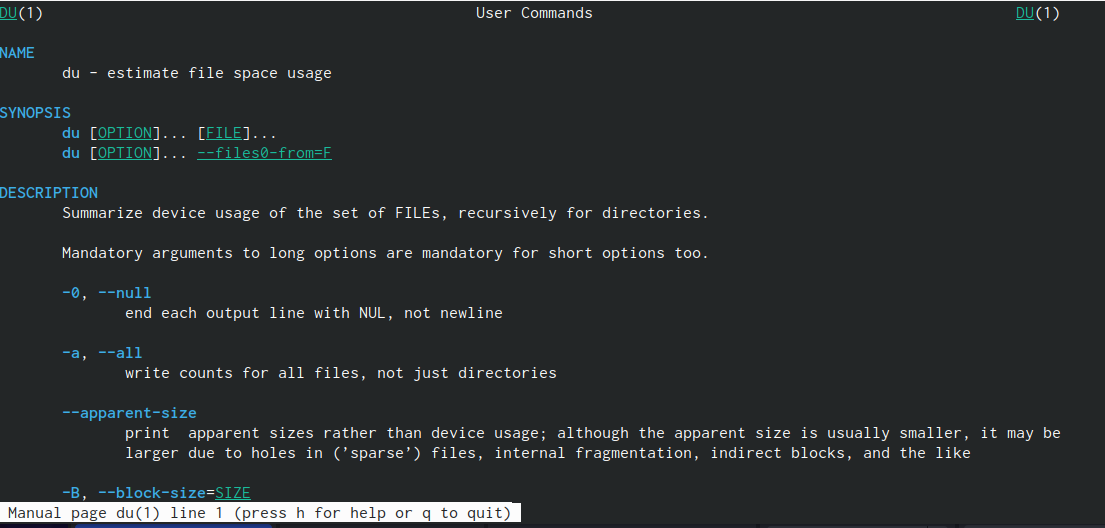 DU(1) User Commands DU(1)
NAME
du - estimate file space usage
SYNOPSIS
du [OPTION]... [FILE]...
du [OPTION]... --files0-from=F
DESCRIPTION
Summarize device usage of the set of FILEs, recursively for directories.
Mandatory arguments to long options are mandatory for short options too.
-0, --null
end each output line with NUL, not newline
-a, --all
write counts for all files, not just directories
--apparent-size
print  apparent sizes rather than device usage; although the apparent size is usually smaller, it may be
larger due to holes in (’sparse’) files, internal fragmentation, indirect blocks, and the like
-B, --block-size=SIZE
Manual page du(1) line 1 (press h for help or q to quit)